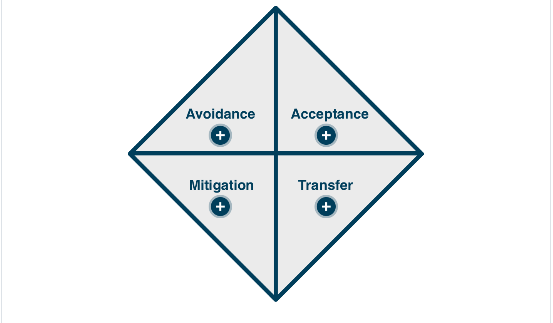 Avoidance
Acceptance
Mitigation
Transfer